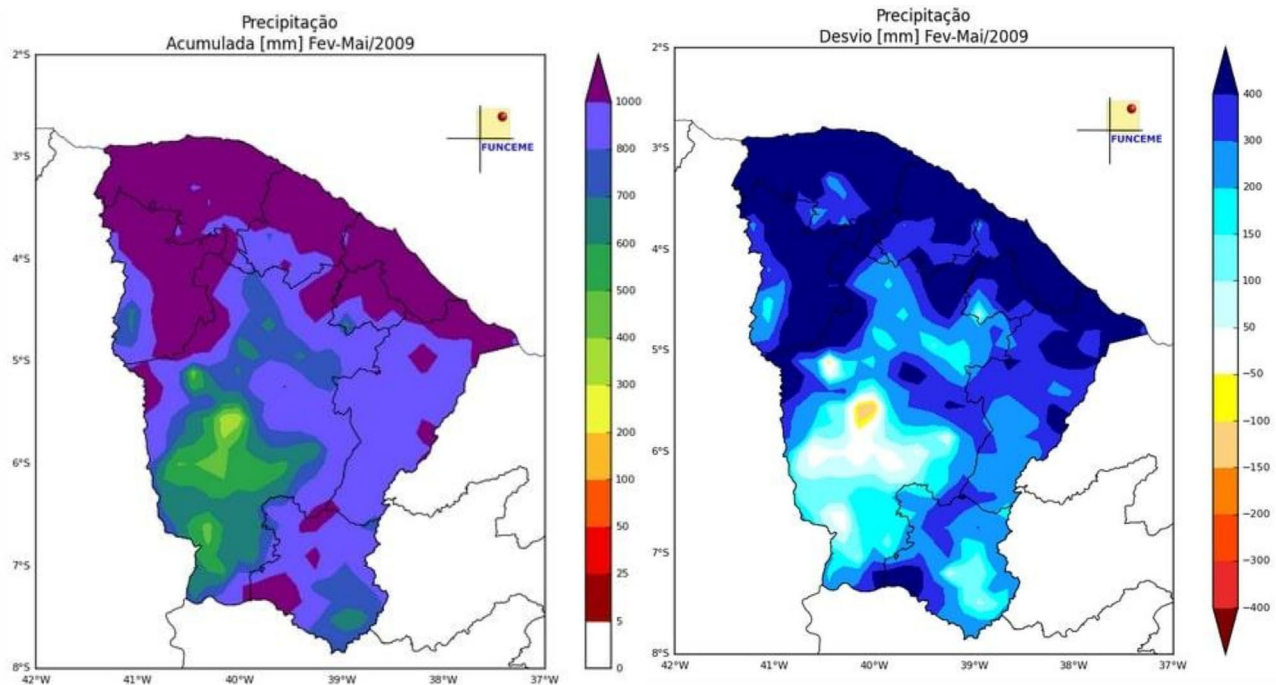 Precipitação
Acumulada [mm] Fev-Mai/2009
2°S
3°S
4°S
5°S
6°S
7°S
8°S
42°W
41°W
40°W
39°W
38°W
37°W
FUNCEME
1000
800
700
600
500
400
300
200
100
50
25
5
0
Precipitação
Desvio [mm] Fev-Mai/2009
2°S
3°S
4°S
5°S
6°S
7°S
8°S
42°W
41°W
40°W
39°W
38°W
37°W
FUNCEME
400
300
200
150
100
50
−50
−100
−150
−200
−300
−400